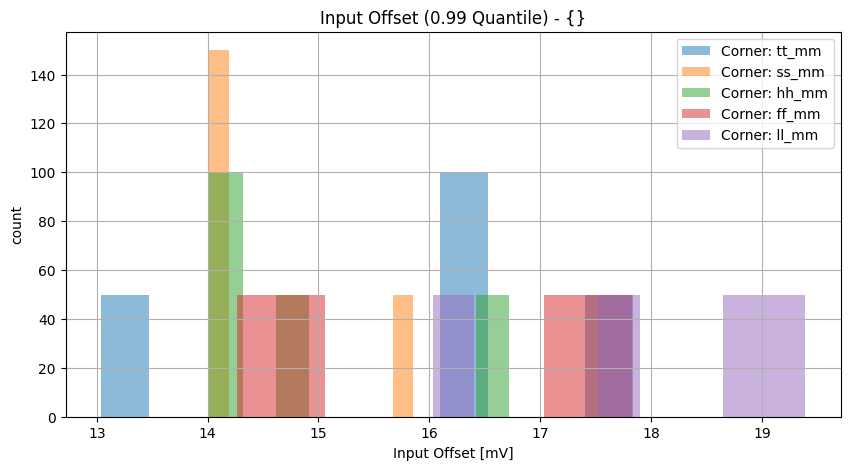 Input Offset (0.99 Quantile) - {}
Corner: tt_mm
Corner: ss_mm
Corner: hh_mm
Corner: ff_mm
Corner: ll_mm
count
140
120
100
80
60
40
20
0
13 14 15 16 17 18 19
Input Offset [mV]